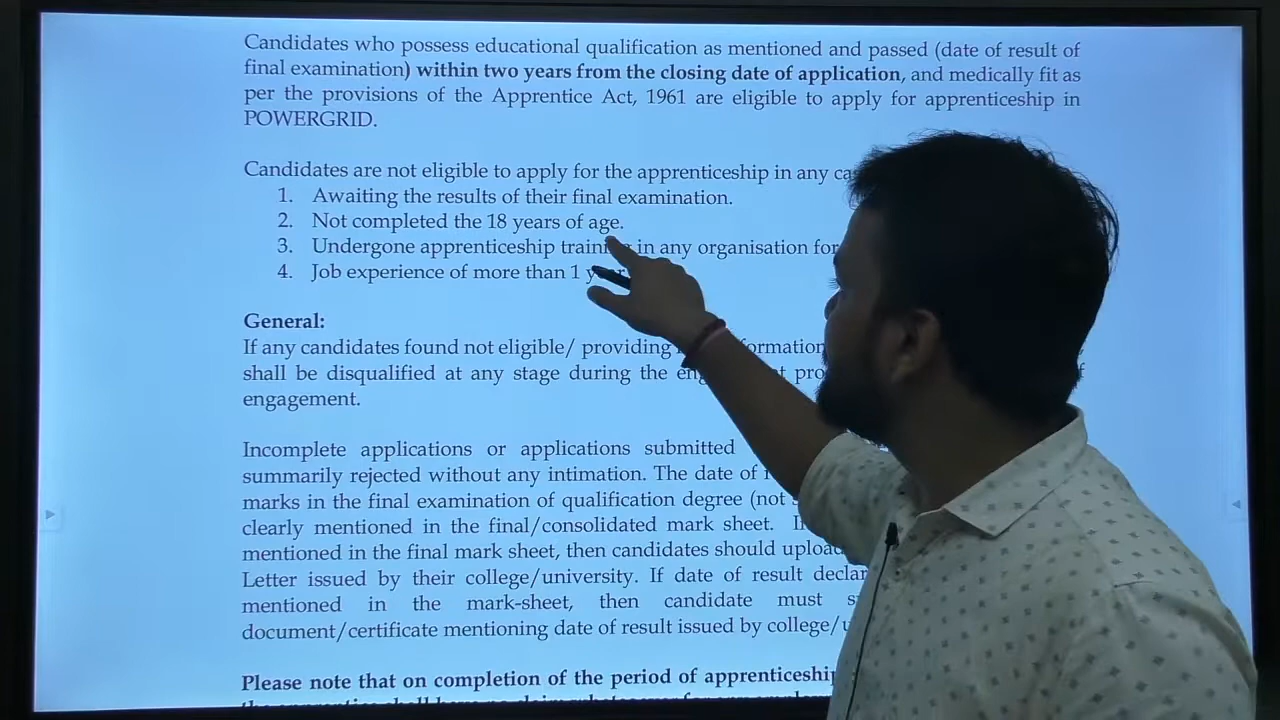 Candidates who possess educational qualification as mentioned and passed (date of result of
final examination) within two years from the closing date of application, and medically fit as
per the provisions of the Apprentice Act, 1961 are eligible to apply for apprenticeship in
POWERGRID.
Candidates are not eligible to apply for the apprenticeship in any
1. Awaiting the results of their final examination.
2. Not completed the 18 years of age.
3. Undergone apprenticeship in any organisation for
4. Job experience of more than 1
General:
If any candidates found not eligible/ providing
shall be disqualified at any stage during the
engagement.
Incomplete applications or applications submitted
summarily rejected without any intimation. The date of
marks in the final examination of qualification degree (not
clearly mentioned in the final/consolidated mark sheet.
mentioned in the final mark sheet, then candidates should
Letter issued by their college/university. If date of result
mentioned in the mark-sheet, then candidate must
document/certificate mentioning date of result issued by
Please note that on completion of the period of